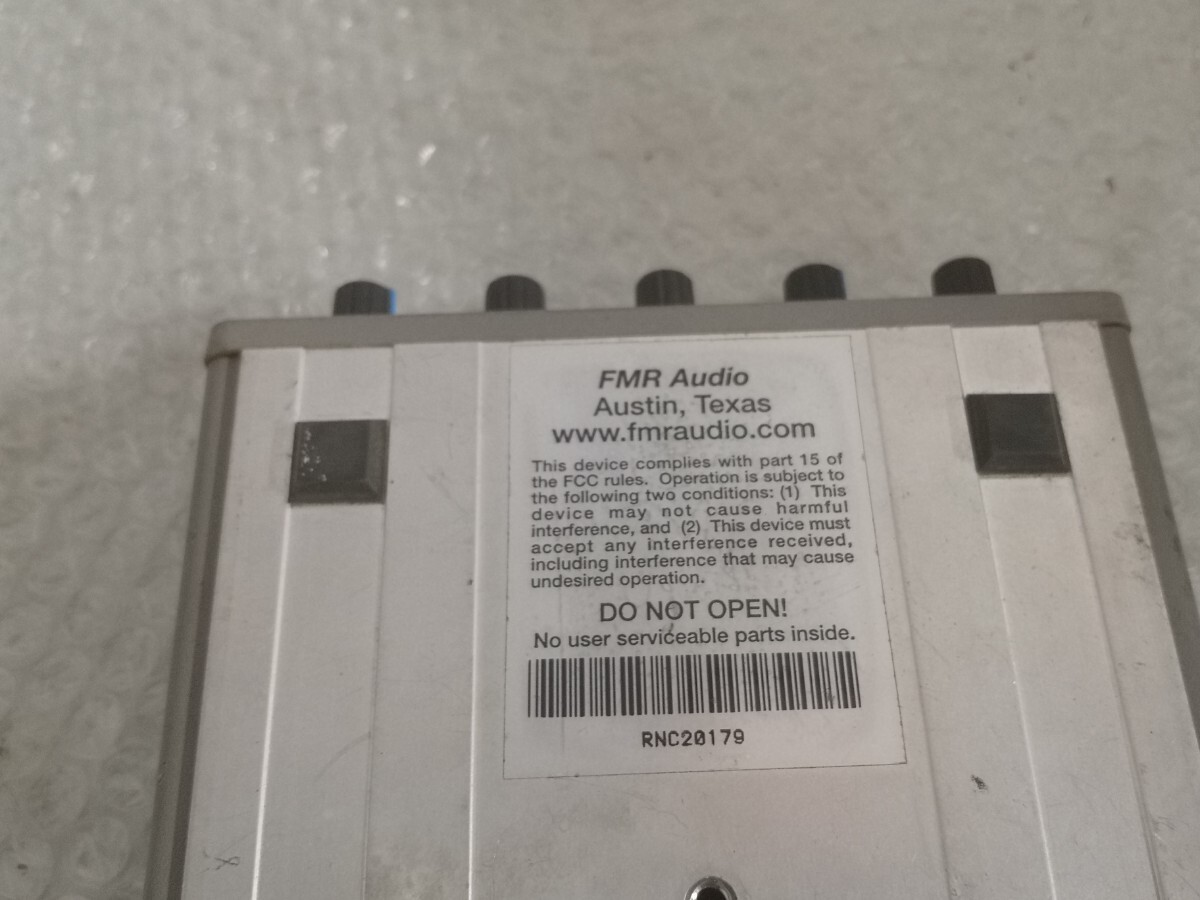 FMR Audio
Austin, Texas
www.fmraudio.com
This device complies with part 15 of
the FCC rules. Operation is subject to
the following two conditions: (1) This
device may not cause harmful
interference, and (2) This device must
accept any interference received,
including interference that may cause
undesired operation.
DO NOT OPEN!
No user serviceable parts inside.
RNC20179